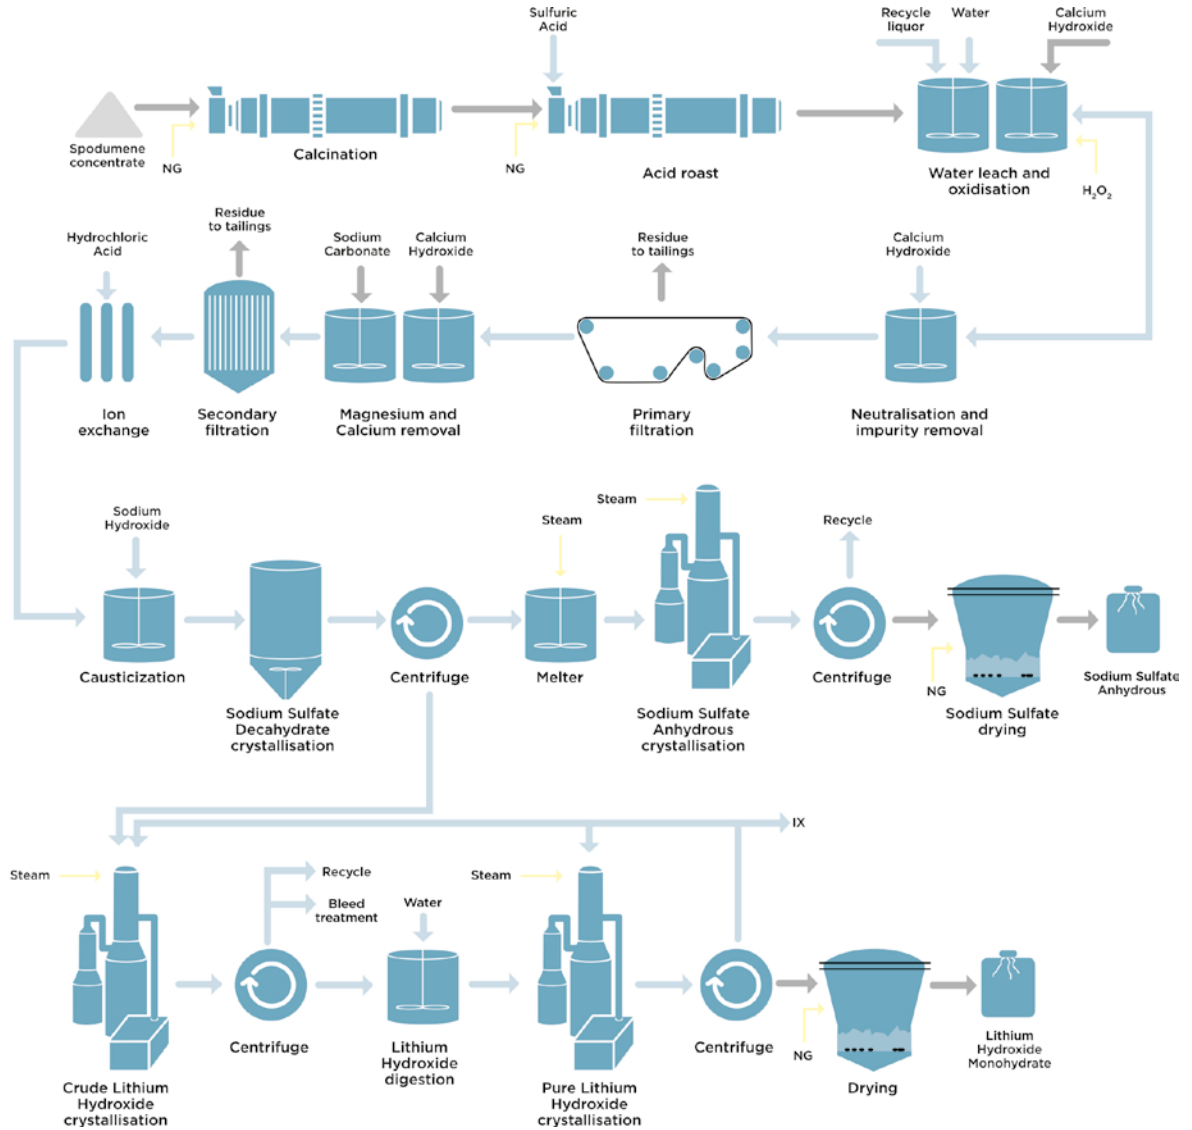 Sulfuric
Acid
Recycle
liquor
Water
Calcium
Hydroxide
Spodumene
concentrate
NG
Calcination
NG
Acid roast
Water leach and
oxidisation
H₂O₂
Hydrochloric
Acid
Residue
to tailings
Sodium
Carbonate
Calcium
Hydroxide
Residue
to tailings
Calcium
Hydroxide
Ion
exchange
Secondary
filtration
Magnesium and
Calcium removal
Primary
filtration
Neutralisation and
impurity removal
Sodium
Hydroxide
Steam
Steam
Recycle
Causticization
Sodium Sulfate
Decahydrate
crystallisation
Centrifuge
Melter
Sodium Sulfate
Anhydrous
crystallisation
Centrifuge
NG
Sodium Sulfate
drying
Sodium Sulfate
Anhydrous
IX
Steam
Recycle
Bleed
treatment
Water
Steam
Crude Lithium
Hydroxide
crystallisation
Centrifuge
Lithium
Hydroxide
digestion
Pure Lithium
Hydroxide
crystallisation
Centrifuge
NG
Drying
Lithium
Hydroxide
Monohydrate